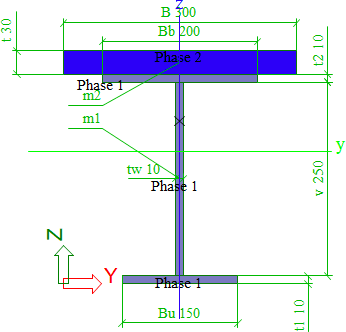 z
B 300
Bb 200
t 30
t2 10
Phase 2
Phase 1
m2
m1
y
tw 10
Phase 1
v 250
Z
Y
Phase 1
t1 10
Bu 150